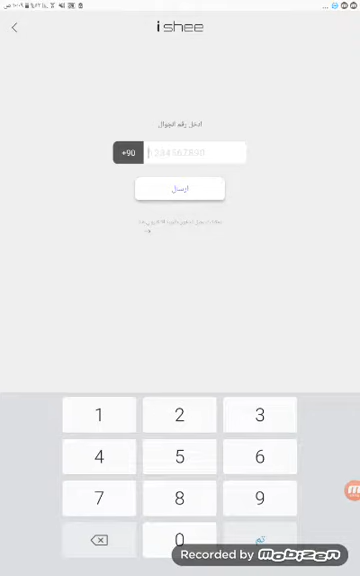 i shee
ادخل رقم الجوال
+90 1234567890
ارسال
1 2 3
4 5 6
7 8 9
0 تم
Recorded by mobizen